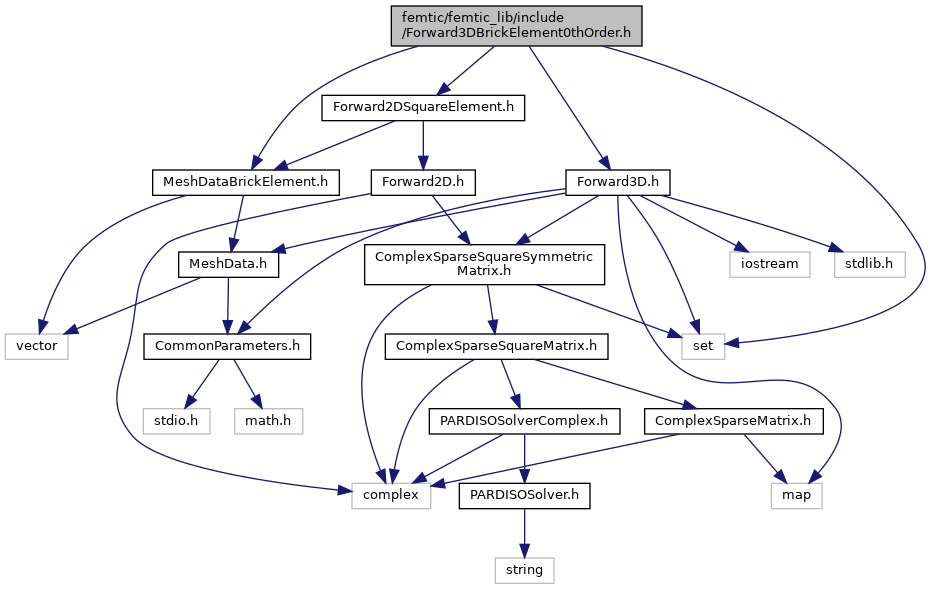 femtic/femtic_lib/include
/Forward3DBrickElement0thOrder.h
Forward2DSquareElement.h
MeshDataBrickElement.h
Forward2D.h
Forward3D.h
MeshData.h
ComplexSparseSquareSymmetric
Matrix.h
iostream
stdlib.h
vector
CommonParameters.h
ComplexSparseSquareMatrix.h
set
stdio.h
math.h
PARDISOSolverComplex.h
ComplexSparseMatrix.h
complex
PARDISOSolver.h
map
string